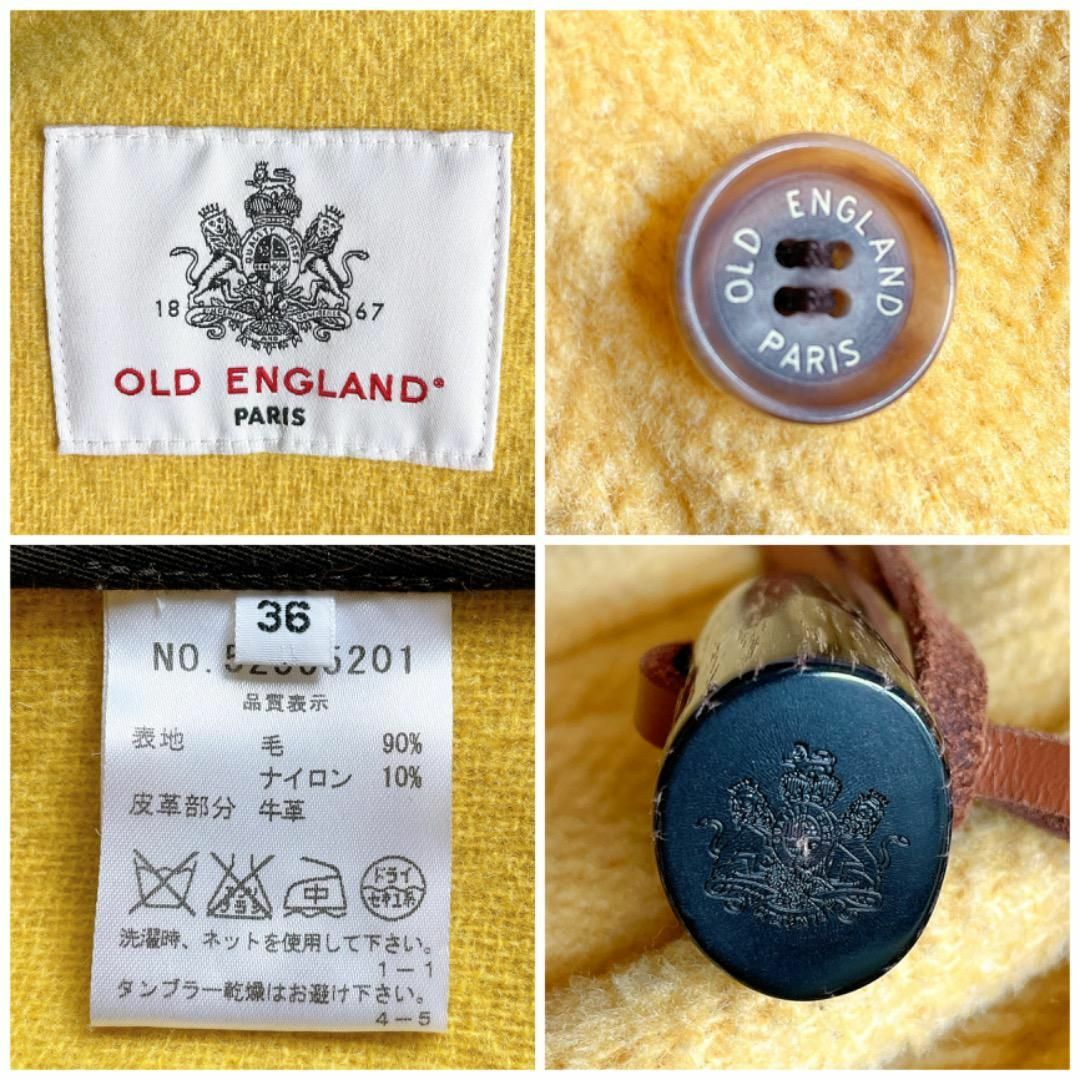 18 67
OLD ENGLAND®
PARIS
OLD ENGLAND
PARIS
36
品質表示
表地 毛 90%
ナイロン 10%
皮革部分 牛革
中
ドライ
セキユ系
洗濯時、ネットを使用して下さい。
1-1
タンブラー乾燥はお避け下さい。
4-5